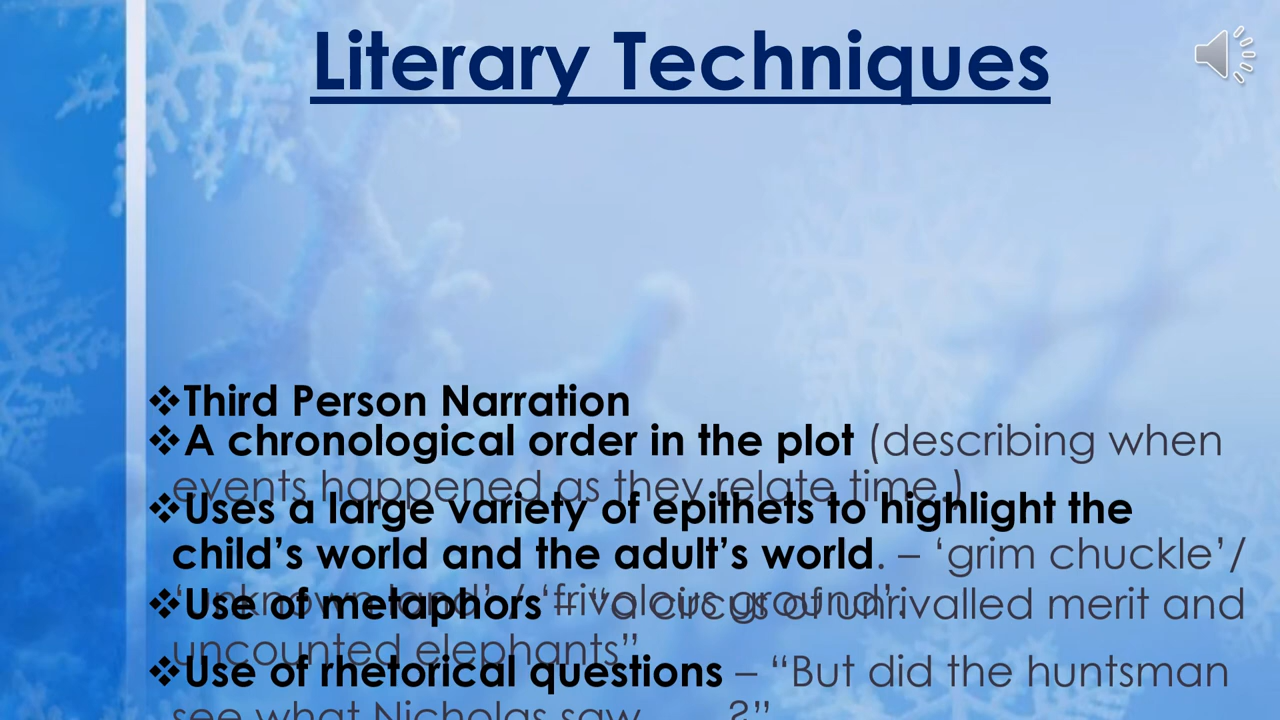 Literary Techniques
❖Third Person Narration
❖A chronological order in the plot (describing when
events happened as they relate time.)
❖Uses a large variety of epithets to highlight the
child’s world and the adult’s world. – ‘grim chuckle’/
‘unknown land’ / ‘frivolous ground’.
❖Use of metaphors – “a circus of unrivalled merit and
uncounted elephants”
❖Use of rhetorical questions – “But did the huntsman
see what Nicholas saw.......?”